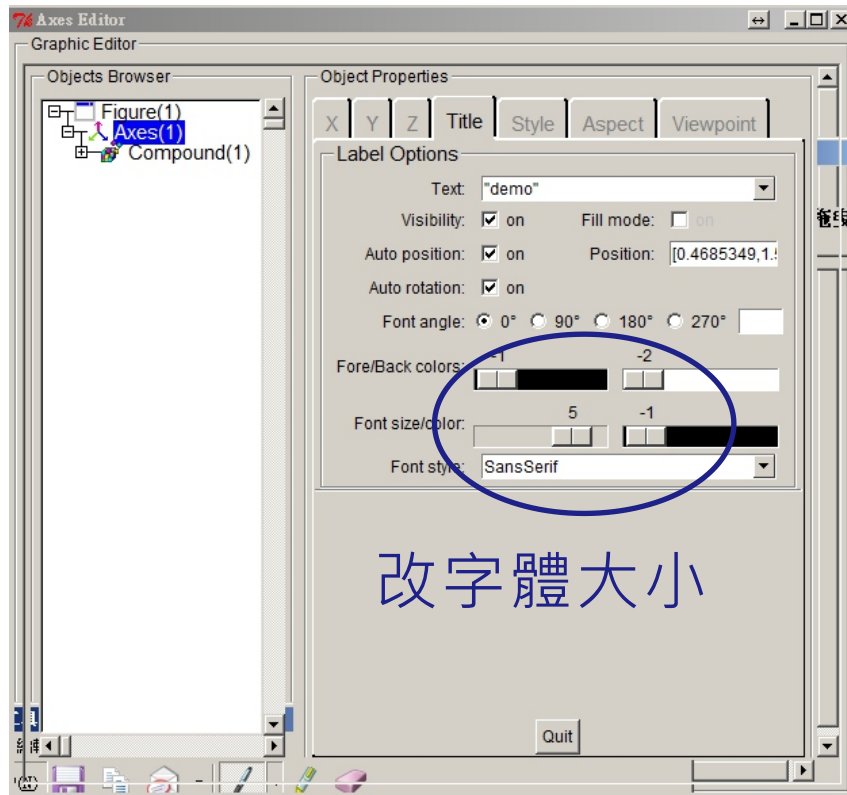 Axes Editor
Graphic Editor
Objects Browser
Figure(1)
Axes(1)
Compound(1)
Object Properties
X Y Z Title Style Aspect Viewpoint
Label Options
Text: "demo"
Visibility: on Fill mode: on
Auto position: on Position: [0.4685349,1.
Auto rotation: on
Font angle: 0° 90° 180° 270°
-1 -2
Fore/Back colors:
5 -1
Font size/color:
Font style: SansSerif
改字體大小
Quit